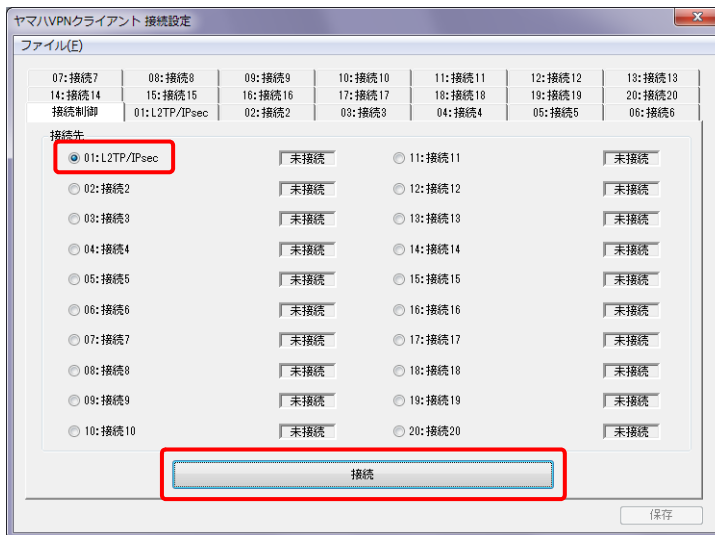 ヤマハVPNクライアント 接続設定
ファイル(F)
07:接続7 08:接続8 09:接続9 10:接続10 11:接続11 12:接続12 13:接続13
14:接続14 15:接続15 16:接続16 17:接続17 18:接続18 19:接続19 20:接続20
接続制御 01:L2TP/IPsec 02:接続2 03:接続3 04:接続4 05:接続5 06:接続6
接続先
01:L2TP/IPsec 未接続 11:接続11 未接続
02:接続2 未接続 12:接続12 未接続
03:接続3 未接続 13:接続13 未接続
04:接続4 未接続 14:接続14 未接続
05:接続5 未接続 15:接続15 未接続
06:接続6 未接続 16:接続16 未接続
07:接続7 未接続 17:接続17 未接続
08:接続8 未接続 18:接続18 未接続
09:接続9 未接続 19:接続19 未接続
10:接続10 未接続 20:接続20 未接続
接続
保存